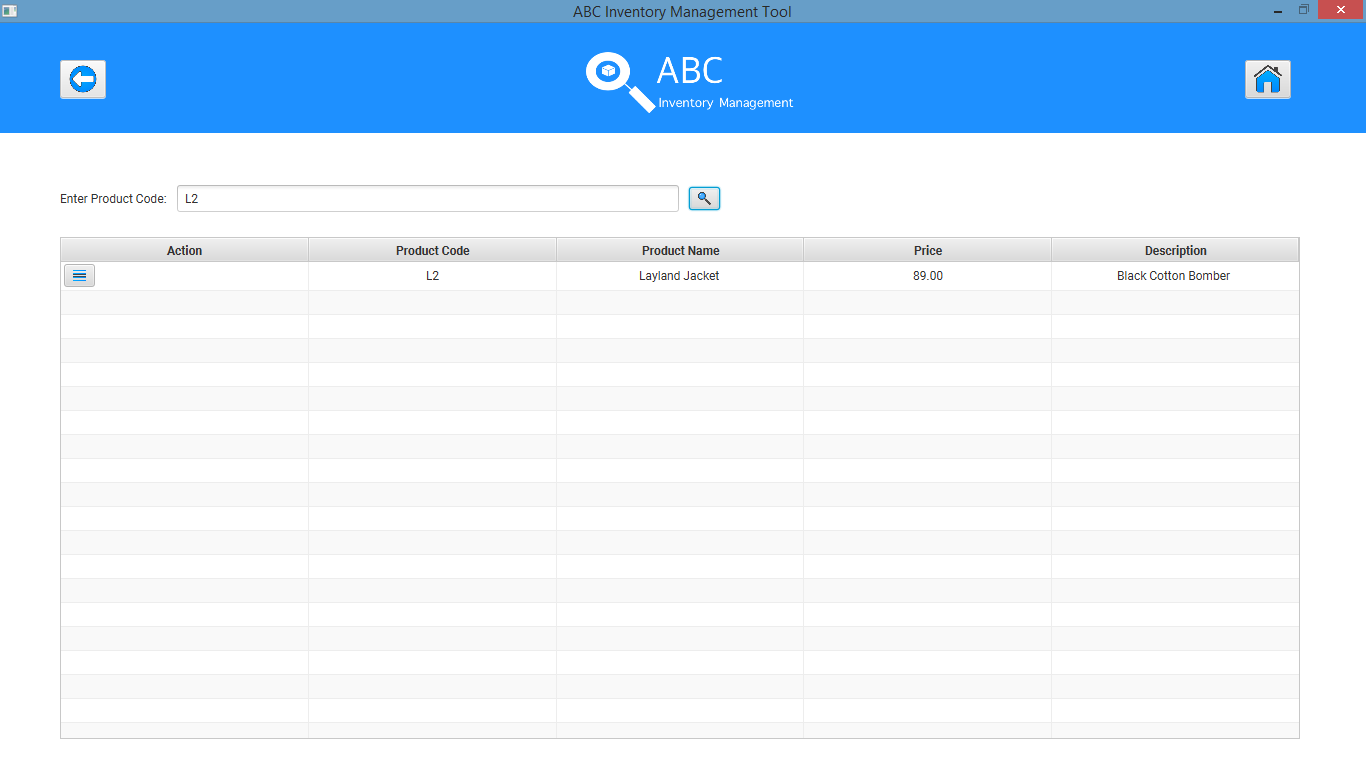 ABC Inventory Management Tool
ABC
Inventory Management
Enter Product Code: L2
Action Product Code Product Name Price Description
L2 Layland Jacket 89.00 Black Cotton Bomber